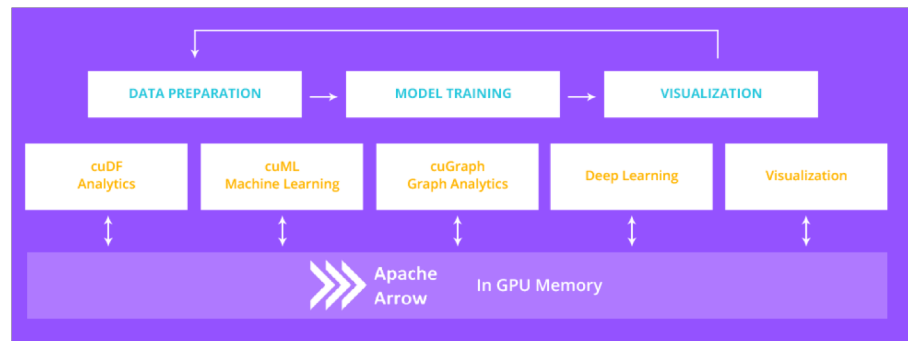 DATA PREPARATION
MODEL TRAINING
VISUALIZATION
cuDF
Analytics
cuML
Machine Learning
cuGraph
Graph Analytics
Deep Learning
Visualization
Apache
Arrow
In GPU Memory